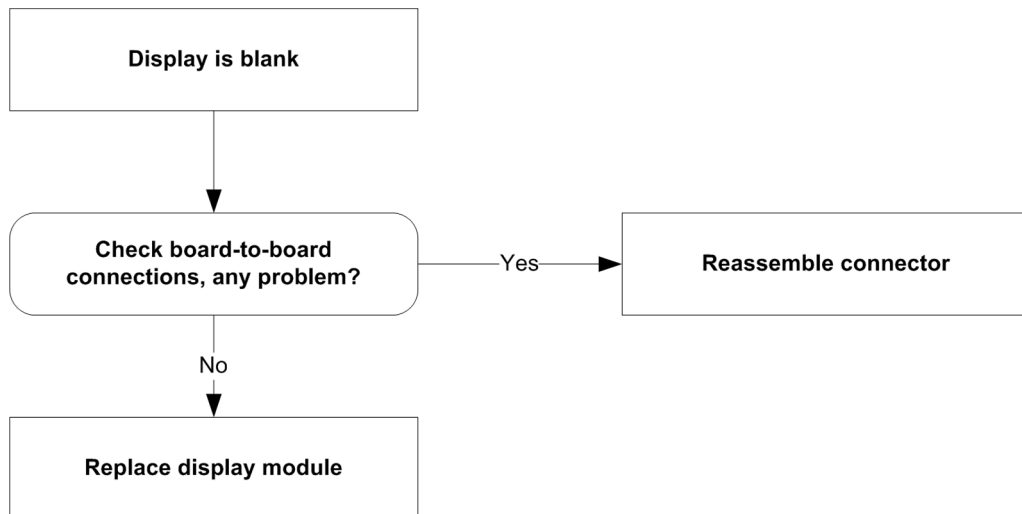 Display is blank
Check board-to-board
connections, any problem?
Yes
Reassemble connector
No
Replace display module